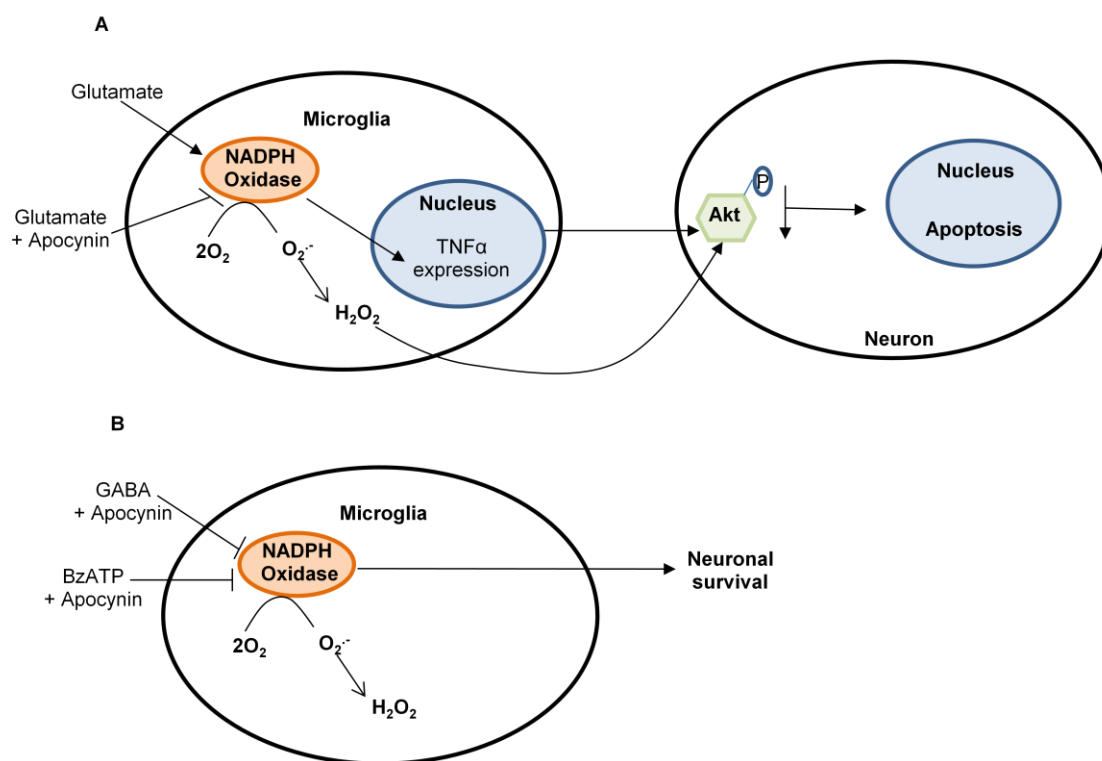 A
Glutamate
Microglia
NADPH
Oxidase
Glutamate
+ Apocynin
2O₂
O₂·-
H₂O₂
Nucleus
TNFα
expression
Akt
P
Nucleus
Apoptosis
Neuron
B
GABA
+ Apocynin
Microglia
NADPH
Oxidase
BzATP
+ Apocynin
Neuronal
survival
2O₂
O₂·-
H₂O₂